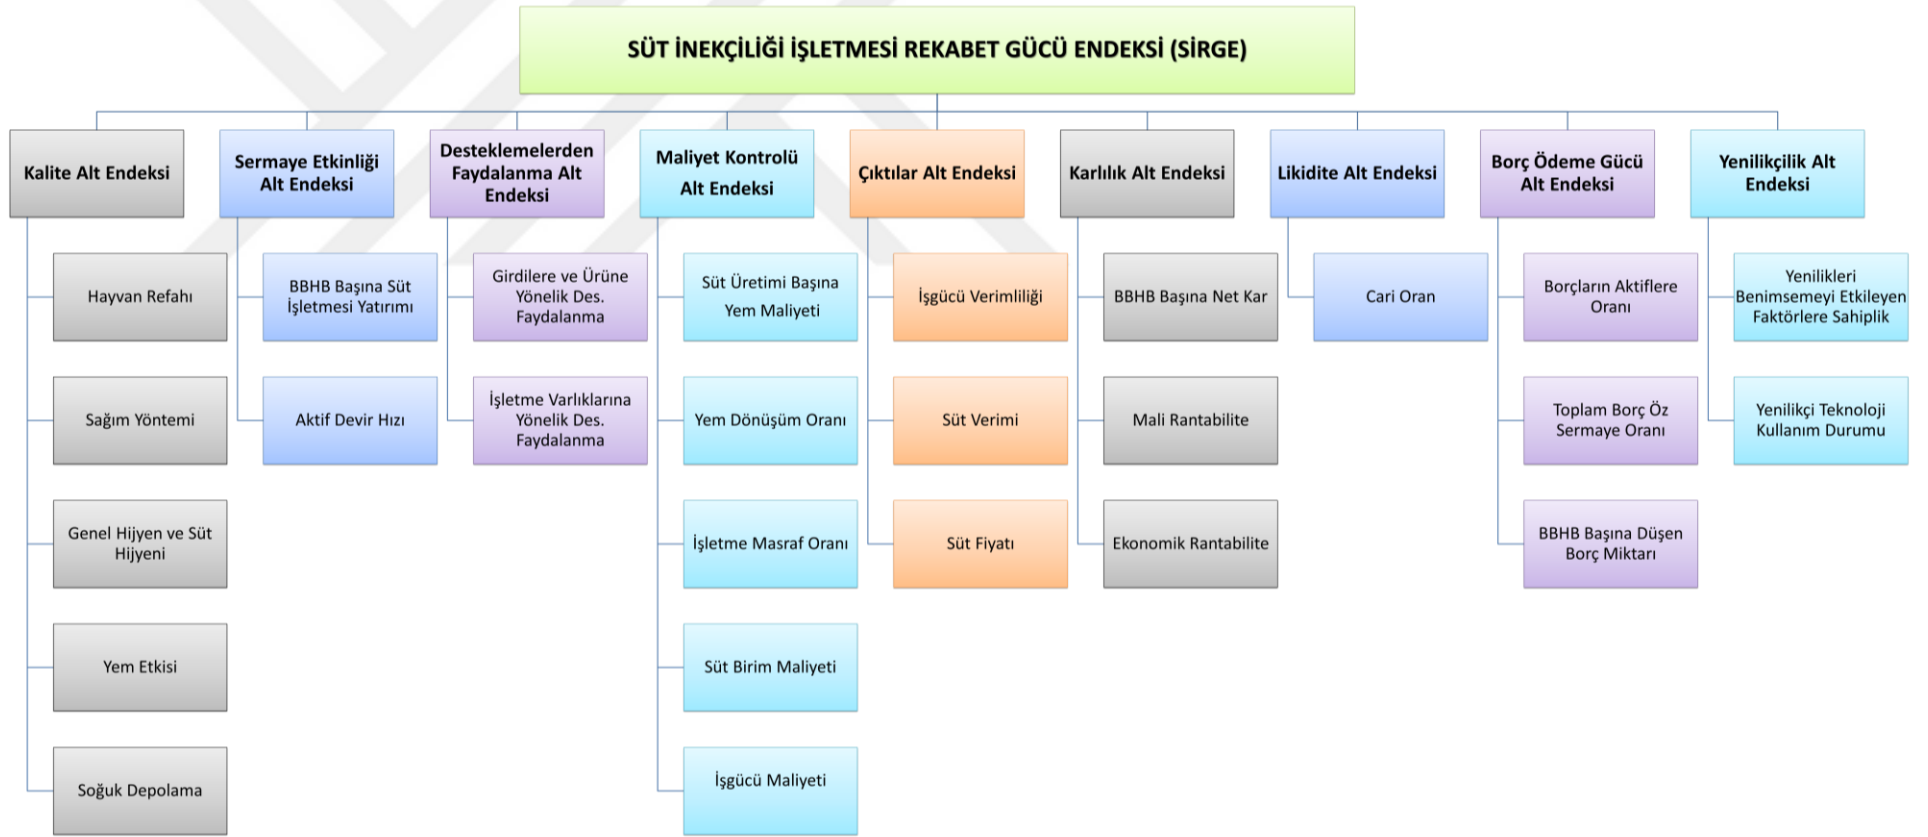 SÜT İNEKÇİLİĞİ İŞLETMESİ REKABET GÜCÜ ENDEKSİ (SİRGE)
Kalite Alt Endeksi
Hayvan Refahı
Sağım Yöntemi
Genel Hijyen ve Süt
Hijyeni
Yem Etkisi
Soğuk Depolama
Sermaye Etkinliği
Alt Endeksi
BBHB Başına Süt
İşletmesi Yatırımı
Aktif Devir Hızı
Desteklemelerden
Faydalanma Alt
Endeksi
Girdilere ve Ürüne
Yönelik Des.
Faydalanma
İşletme Varlıklarına
Yönelik Des.
Faydalanma
Maliyet Kontrolü
Alt Endeksi
Süt Üretimi Başına
Yem Maliyeti
Yem Dönüşüm Oranı
İşletme Masraf Oranı
Süt Birim Maliyeti
İşgücü Maliyeti
Çıktılar Alt Endeksi
İşgücü Verimliliği
Süt Verimi
Süt Fiyatı
Karlılık Alt Endeksi
BBHB Başına Net Kar
Mali Rantabilite
Ekonomik Rantabilite
Likidite Alt Endeksi
Cari Oran
Borç Ödeme Gücü
Alt Endeksi
Borçların Aktiflere
Oranı
Toplam Borç Öz
Sermaye Oranı
BBHB Başına Düşen
Borç Miktarı
Yenilikçilik Alt
Endeksi
Yenilikleri
Benimsemeyi Etkileyen
Faktörlere Sahiplik
Yenilikçi Teknoloji
Kullanım Durumu